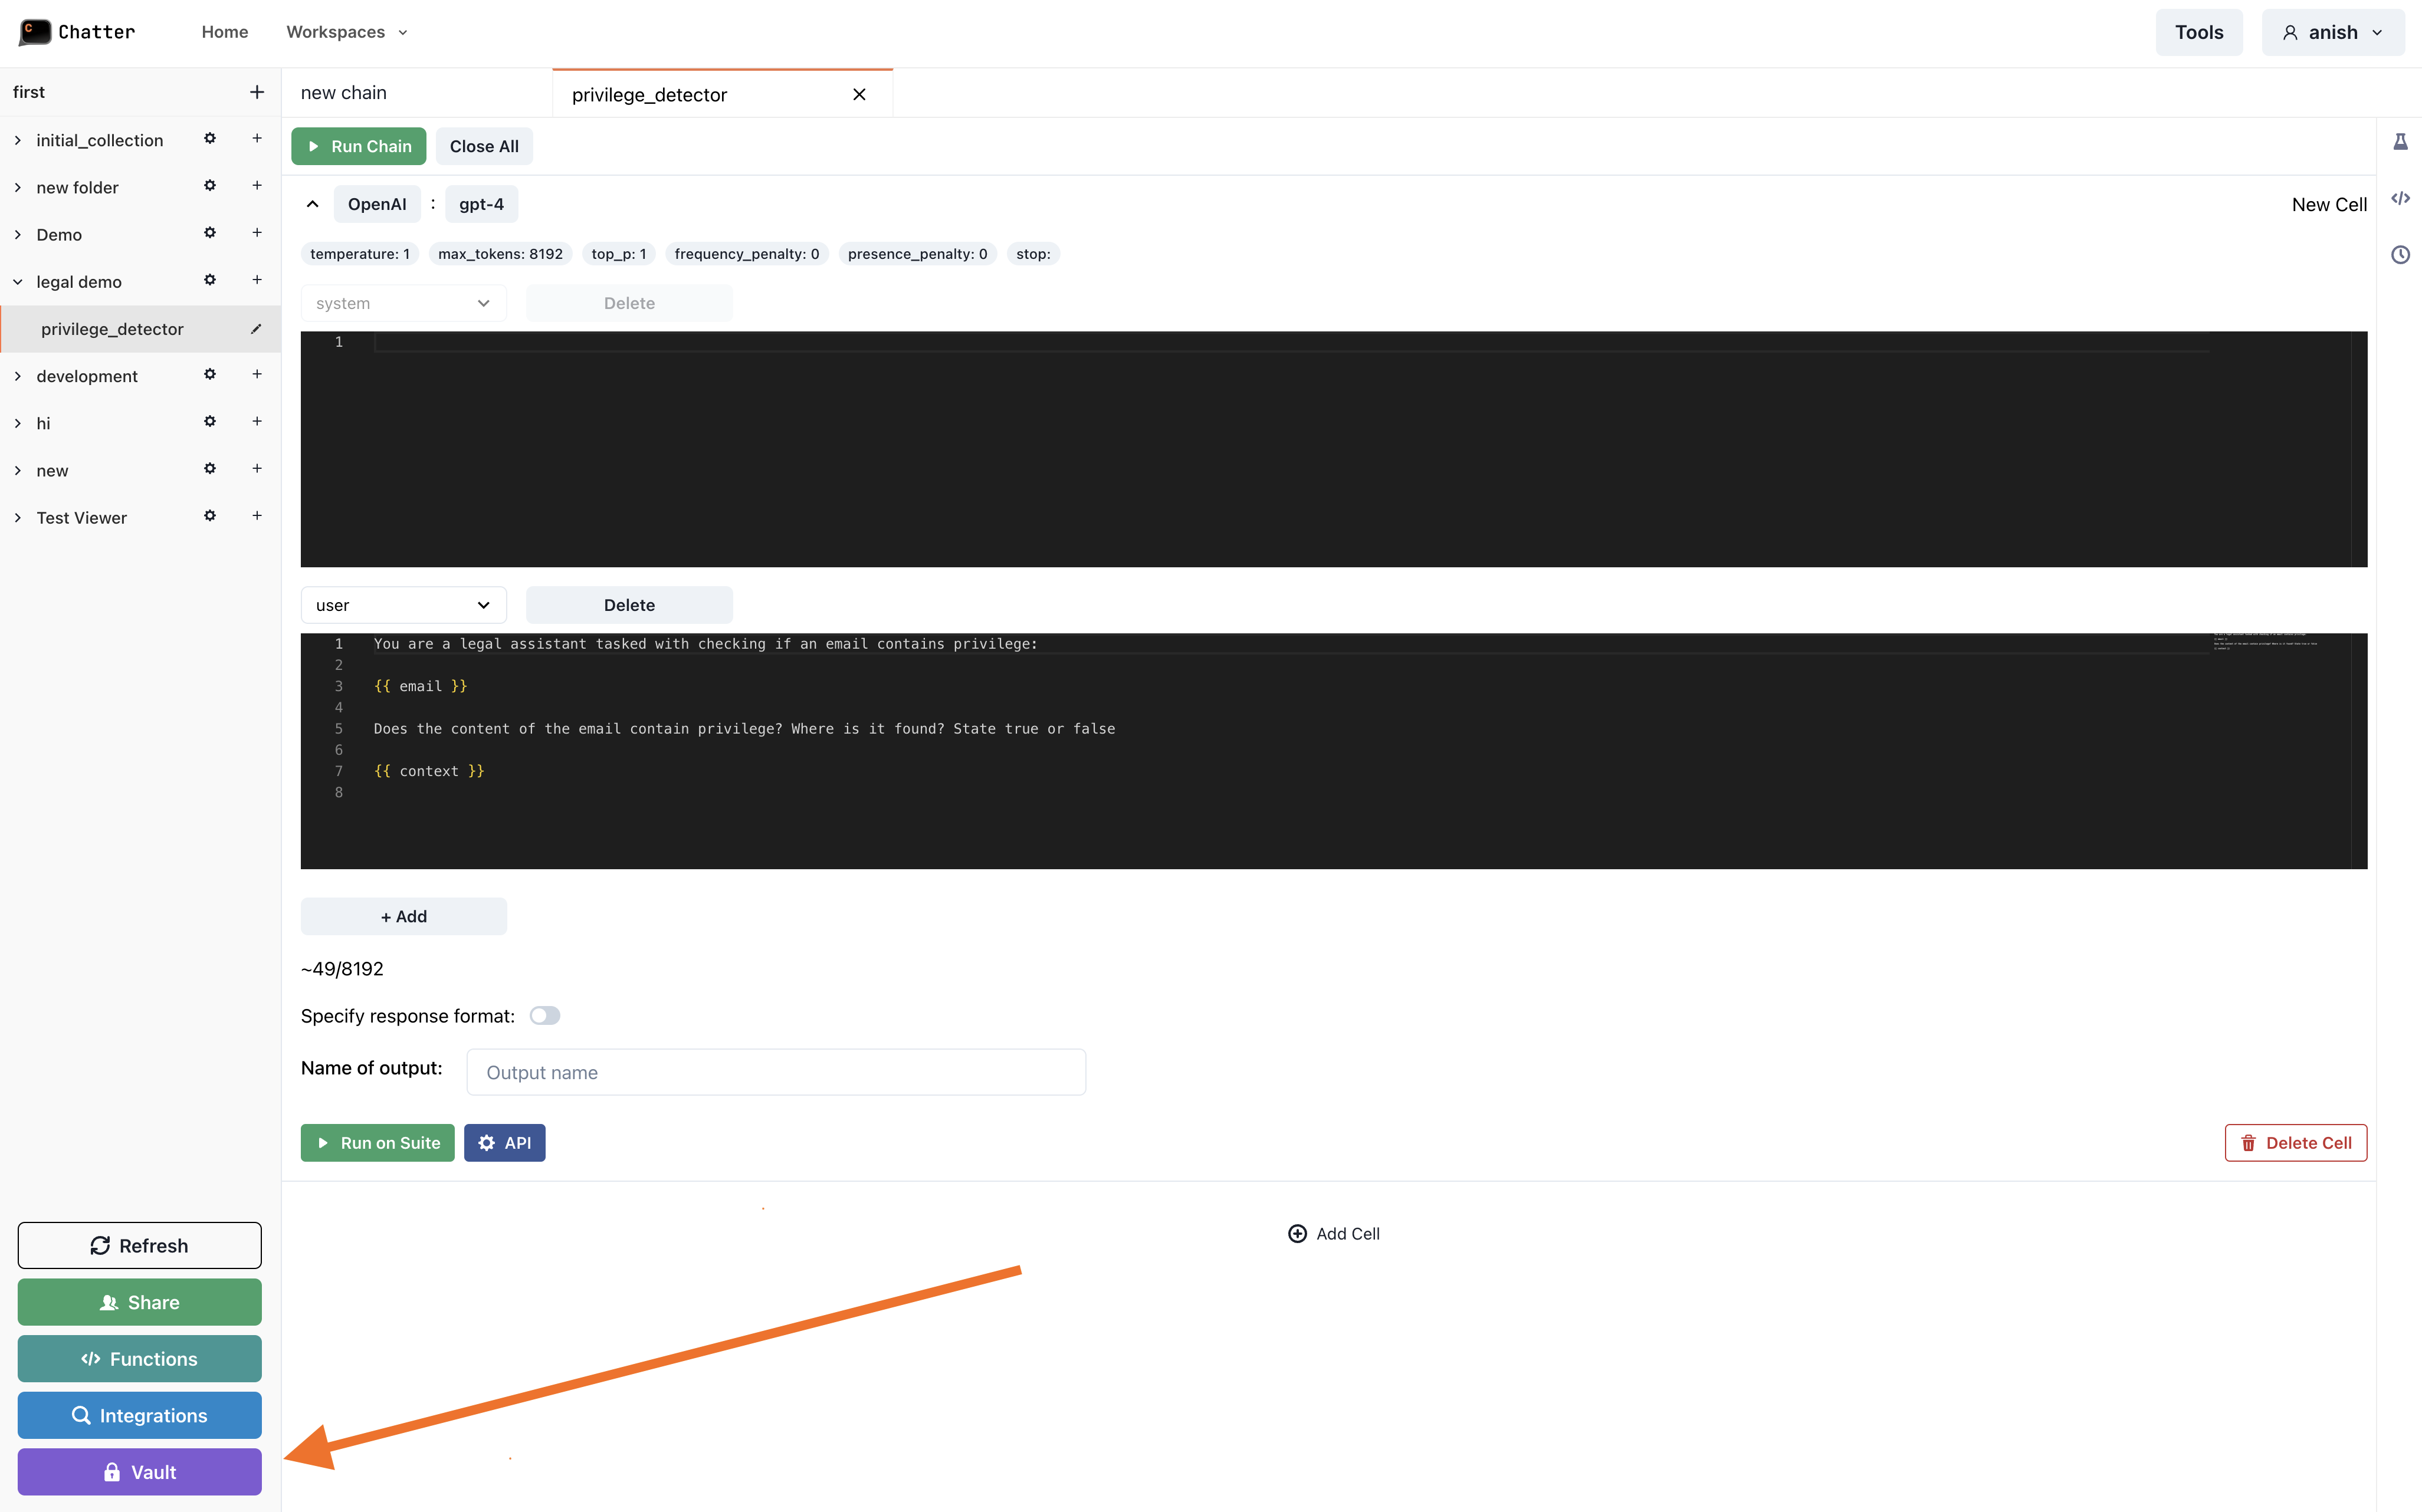 C Chatter Home Workspaces Tools anish
first
initial_collection
new folder
Demo
legal demo
privilege_detector
development
hi
new
Test Viewer
Refresh
Share
Functions
Integrations
Vault
new chain privilege_detector
Run Chain Close All
OpenAI : gpt-4 New Cell
temperature: 1 max_tokens: 8192 top_p: 1 frequency_penalty: 0 presence_penalty: 0 stop:
system Delete
1
user Delete
1 You are a legal assistant tasked with checking if an email contains privilege:
2
3 {{ email }}
4
5 Does the content of the email contain privilege? Where is it found? State true or false
6
7 {{ context }}
8
+ Add
~49/8192
Specify response format:
Name of output: Output name
Run on Suite API Delete Cell
Add Cell